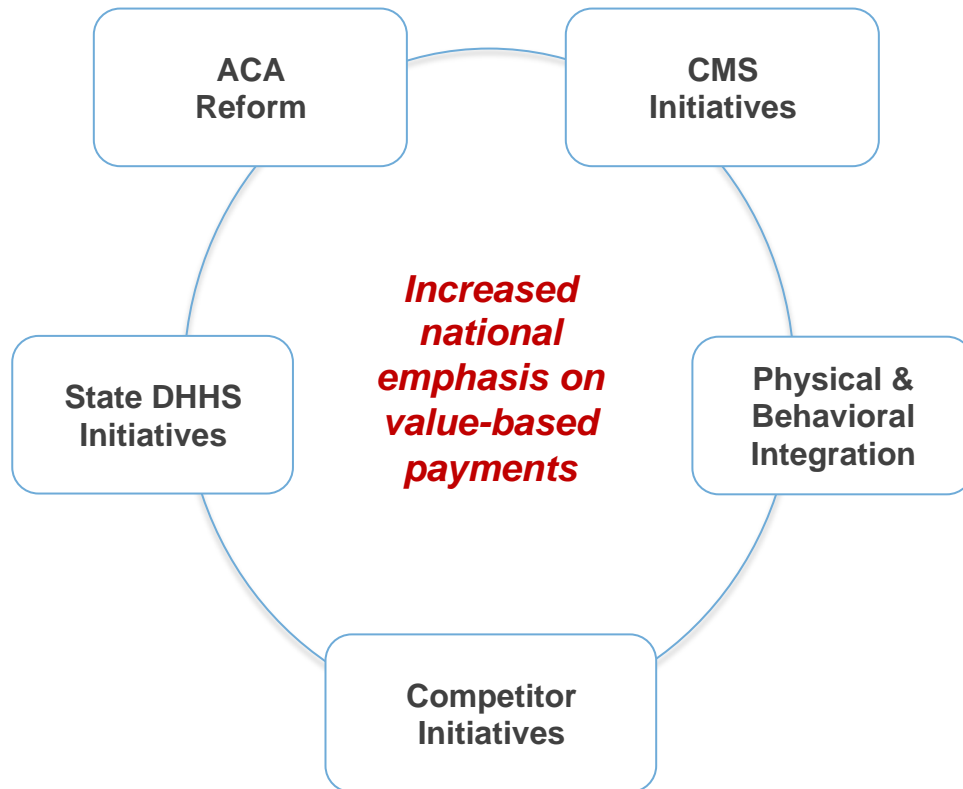 ACA
Reform
CMS
Initiatives
Increased
national
emphasis on
value-based
payments
State DHHS
Initiatives
Physical &
Behavioral
Integration
Competitor
Initiatives